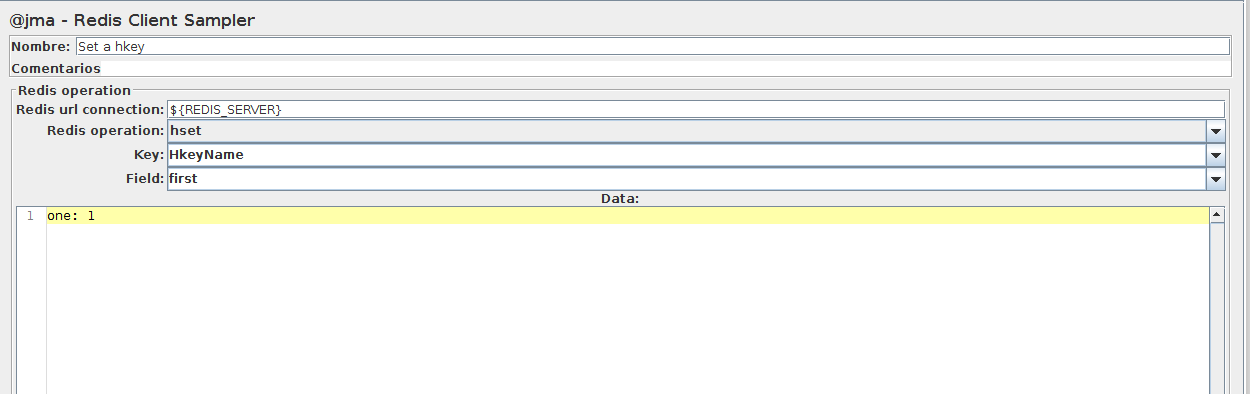 @jma - Redis Client Sampler
Nombre: Set a hkey
Comentarios
Redis operation
Redis url connection: ${REDIS_SERVER}
Redis operation: hset
Key: HkeyName
Field: first
Data:
1 one: 1